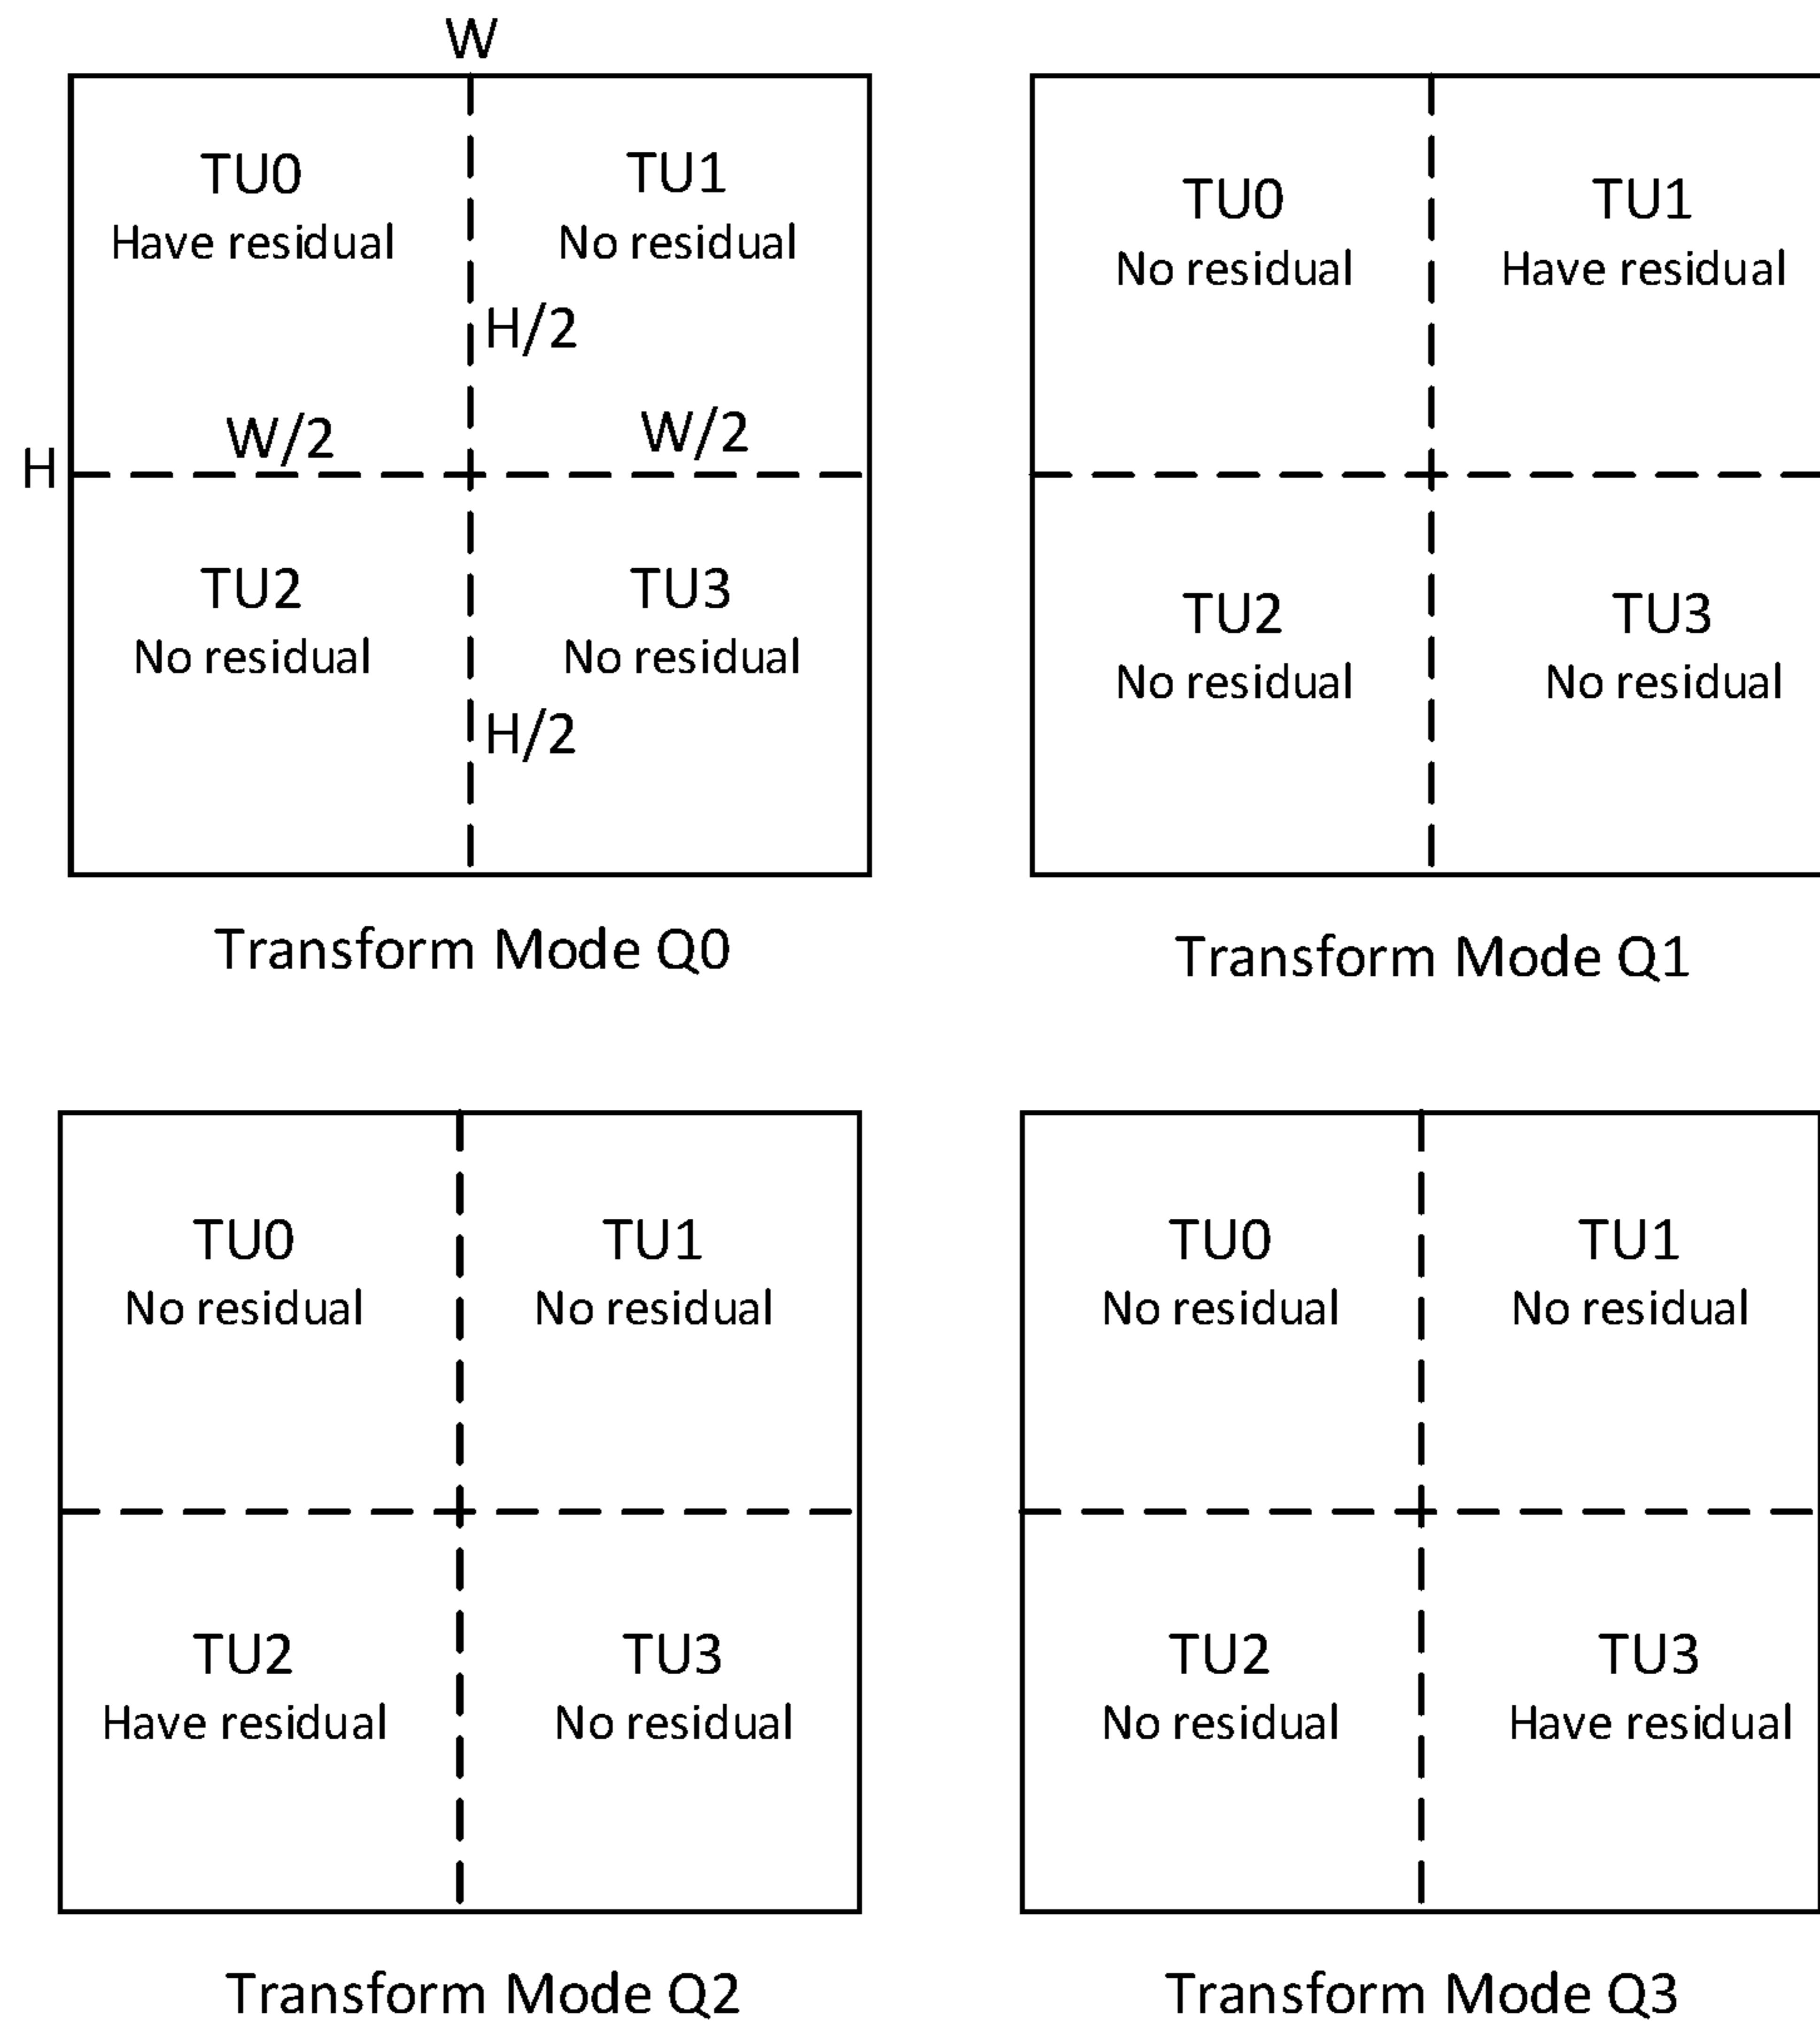 W
TU0
Have residual
TU1
No residual
H/2
W/2
W/2
H
TU2
No residual
TU3
No residual
H/2
Transform Mode Q0
TU0
No residual
TU1
Have residual
TU2
No residual
TU3
No residual
Transform Mode Q1
TU0
No residual
TU1
No residual
TU2
Have residual
TU3
No residual
Transform Mode Q2
TU0
No residual
TU1
No residual
TU2
No residual
TU3
Have residual
Transform Mode Q3